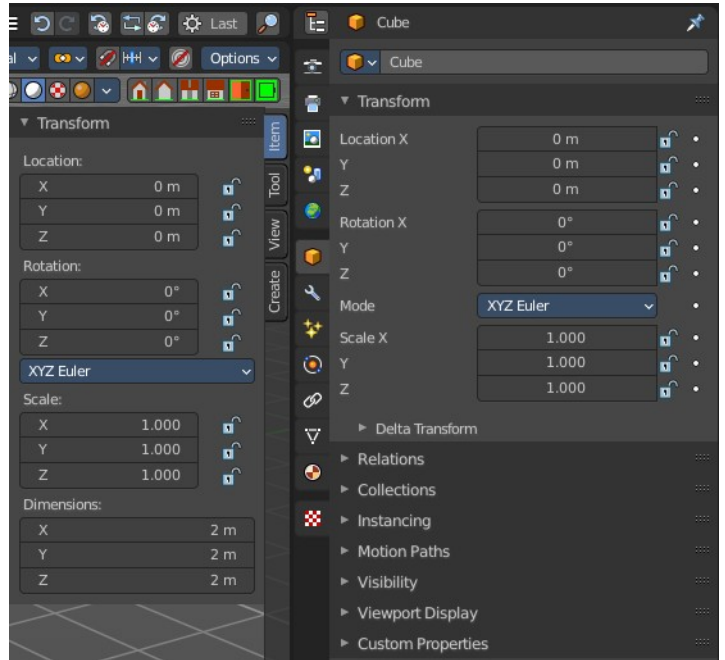 Last
al
Options
Transform
Item
Tool
View
Create
Location:
X 0 m
Y 0 m
Z 0 m
Rotation:
X 0°
Y 0°
Z 0°
XYZ Euler
Scale:
X 1.000
Y 1.000
Z 1.000
Dimensions:
X 2 m
Y 2 m
Z 2 m
Cube
Cube
Transform
Location X 0 m
Y 0 m
Z 0 m
Rotation X 0°
Y 0°
Z 0°
Mode XYZ Euler
Scale X 1.000
Y 1.000
Z 1.000
Delta Transform
Relations
Collections
Instancing
Motion Paths
Visibility
Viewport Display
Custom Properties